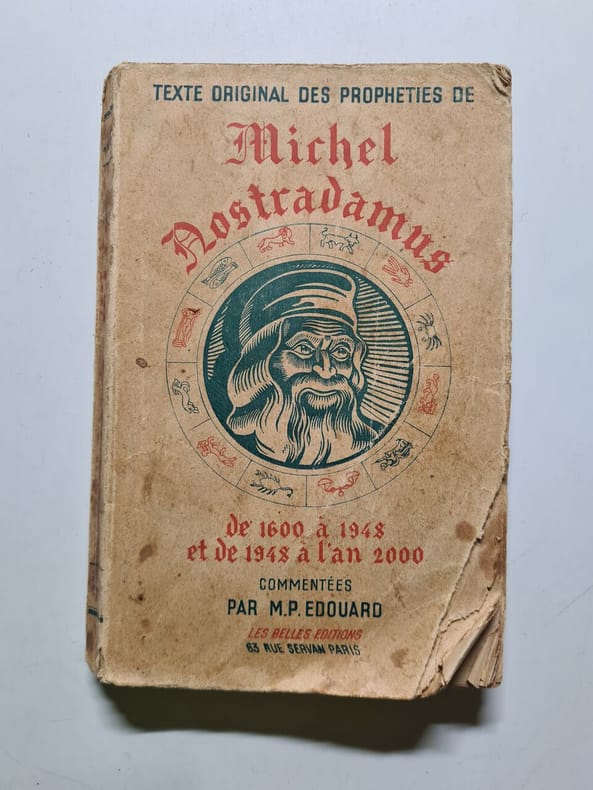 TEXTE ORIGINAL DES PROPHETIES DE
Michel
Nostradamus
de 1600 à 1948
et de 1948 à l'an 2000
COMMENTÉES
PAR M.P. EDOUARD
LES BELLES EDITIONS
63 RUE SERVAN PARIS